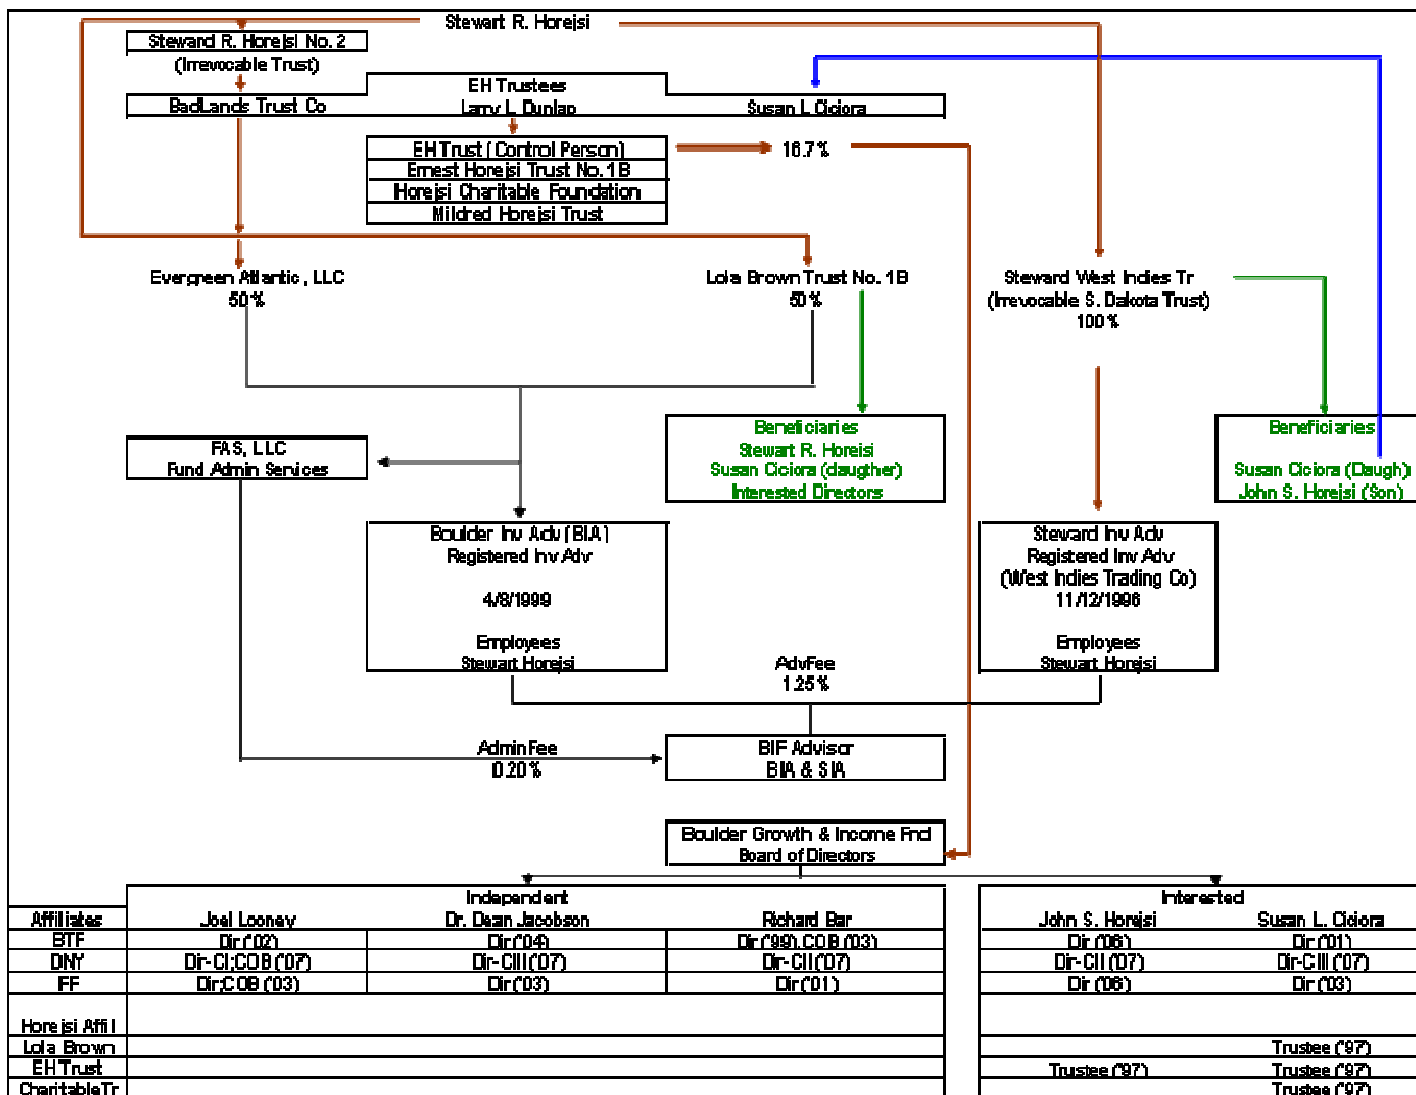 Stewart R. Horejsi
Steward R. Horejsi No. 2
(Irrevocable Trust)
EH Trustees
BadLands Trust Co
Larry L. Dunlap
Susan L Ciciora
EH Trust (Control Person)
16.7%
Ernest Horejsi Trust No. 1B
Horejsi Charitable Foundation
Mildred Horejsi Trust
Evergreen Atlantic, LLC
50%
Lola Brown Trust No. 1B
50%
Steward West Indies Tr
(Irrevocable S. Dakota Trust)
100%
Beneficiaries
Stewart R. Horejsi
Susan Ciciora (daugther)
Interested Directors
Beneficiaries
Susan Ciciora (Daugh)
John S. Horejsi (Son)
FAS, LLC
Fund Admin Services
Boulder Inv Adv (BIA)
Registered Inv Adv
4/8/1999
Employees
Stewart Horejsi
Steward Inv Adv
Registered Inv Adv
(West Indies Trading Co)
11/12/1996
Employees
Stewart Horejsi
AdvFee
1.25%
AdminFee
0.20%
BIF Advisor
BIA & SIA
Boulder Growth & Income Fnd
Board of Directors
Independent
Interested
Affiliates Joel Looney Dr. Dean Jacobson Richard Bar John S. Horejsi Susan L. Ciciora
BTF Dir('02) Dir('04) Dir('99),COB('03) Dir('06) Dir('01)
DNY Dir-CI;COB('07) Dir-CIII('07) Dir-CII('07) Dir-CII('07) Dir-CIII('07)
FF Dir;COB('03) Dir('03) Dir('01) Dir('06) Dir('03)
Horejsi Affil
Lola Brown Trustee('97)
EH Trust Trustee('97) Trustee('97)
CharitableTr Trustee('97)